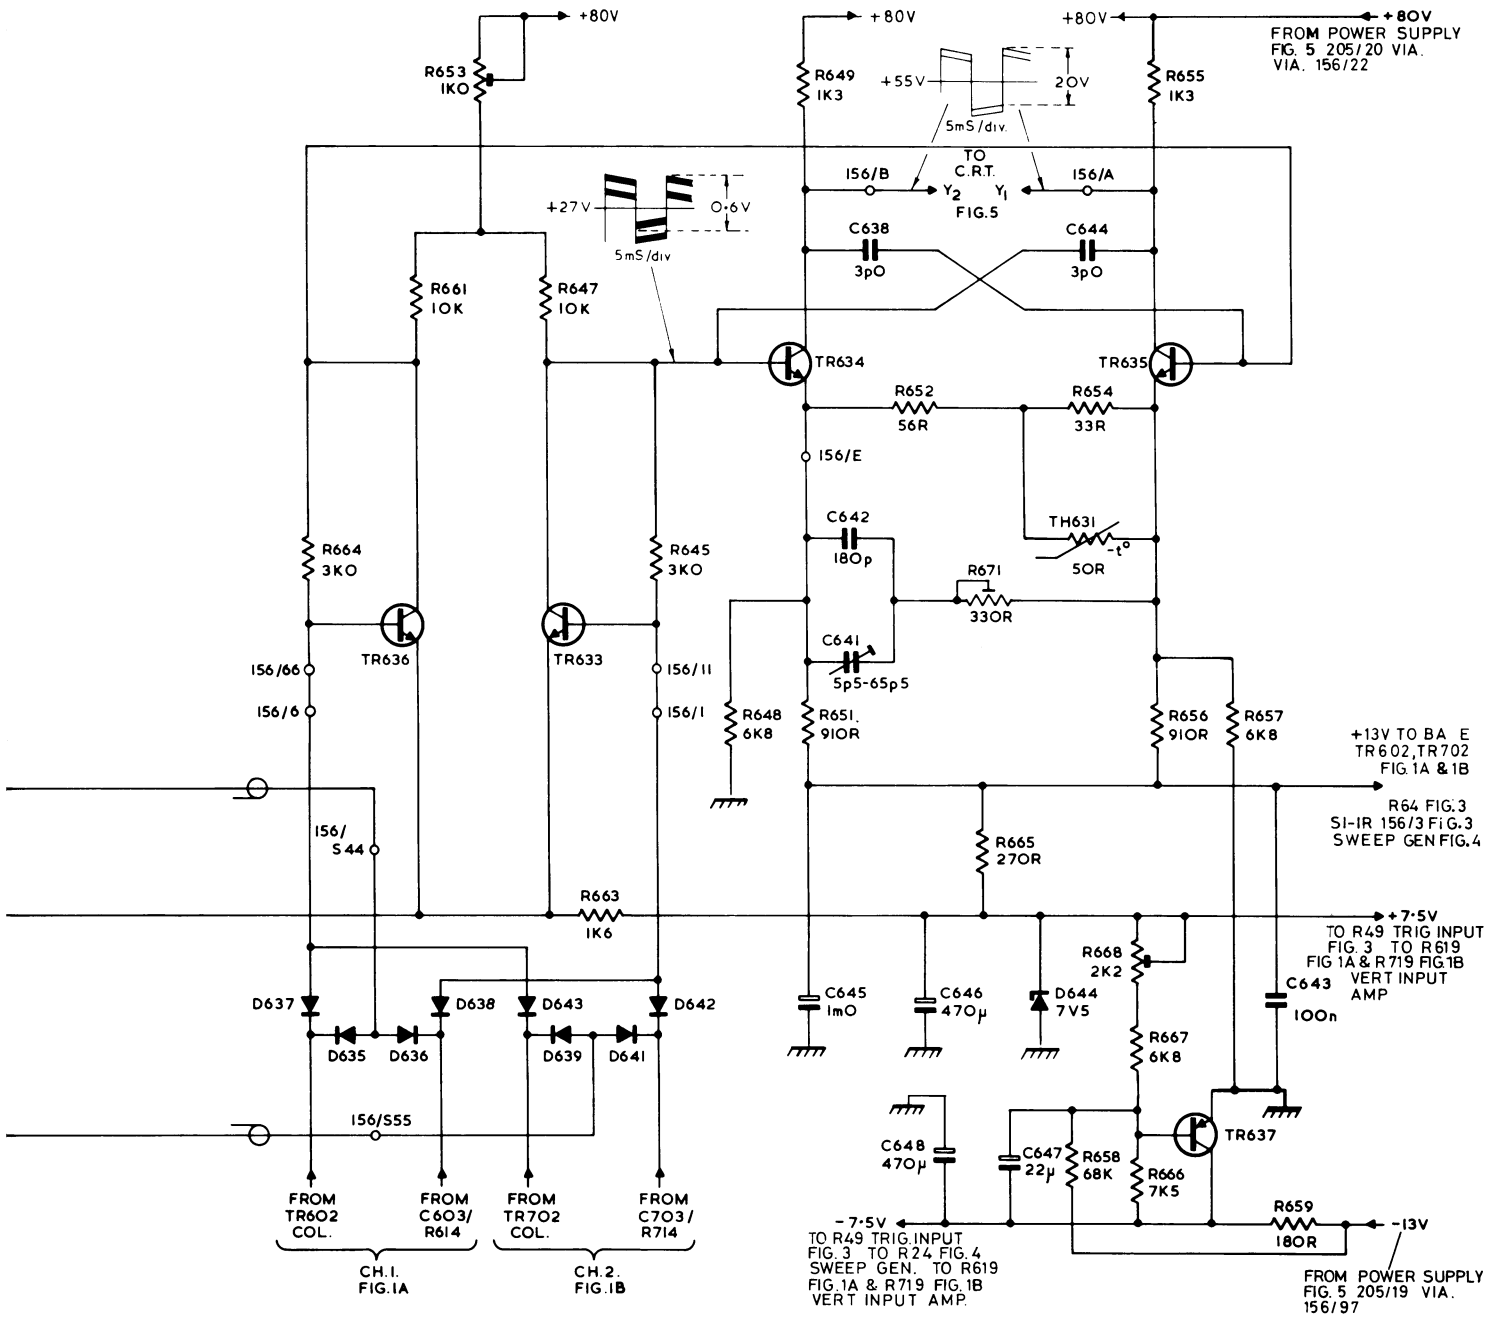 +80V
+80V
+80V
+80V
FROM POWER SUPPLY
FIG. 5 205/20 VIA.
VIA. 156/22
R653
1KO
R649
1K3
+55V
20V
5mS/div.
R655
1K3
TO
C.R.T.
156/B
Y2
Y1
156/A
FIG.5
+27V
0·6V
5mS/div
C638
3pO
C644
3pO
R661
10K
R647
10K
TR634
TR635
R652
56R
R654
33R
156/E
C642
180p
TH631
-t°
50R
R664
3KO
R645
3KO
R671
330R
TR636
TR633
C641
5p5-65p5
156/66
156/11
156/6
156/1
R648
6K8
R651.
910R
R656
910R
R657
6K8
+13V TO BA E
TR602,TR702
FIG.1A & 1B
R64 FIG.3
S1-IR 156/3 FiG.3
SWEEP GEN FIG.4
156/
S44
R665
270R
R663
1K6
+7·5V
TO R49 TRIG INPUT
FIG. 3 TO R619
FIG 1A & R719 FIG.1B
VERT INPUT
AMP
R668
2K2
D637
D638
D643
D642
C645
1mO
C646
470µ
D644
7V5
C643
100n
D635
D636
D639
D641
R667
6K8
156/S55
TR637
C648
470µ
C647
22µ
R658
68K
R666
7K5
FROM
TR602
COL.
FROM
C603/
R614
FROM
TR702
COL.
FROM
C703/
R714
CH.1.
FIG.1A
CH.2.
FIG.1B
-7·5V
TO R49 TRIG.INPUT
FIG. 3 TO R24 FIG. 4
SWEEP GEN. TO R619
FIG.1A & R719 FIG. 1B
VERT INPUT AMP.
R659
180R
-13V
FROM POWER SUPPLY
FIG. 5 205/19 VIA.
156/97